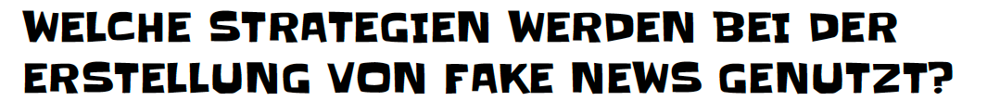 WELCHE STRATEGIEN WERDEN BEI DER
ERSTELLUNG VON FAKE NEWS GENUTZT?